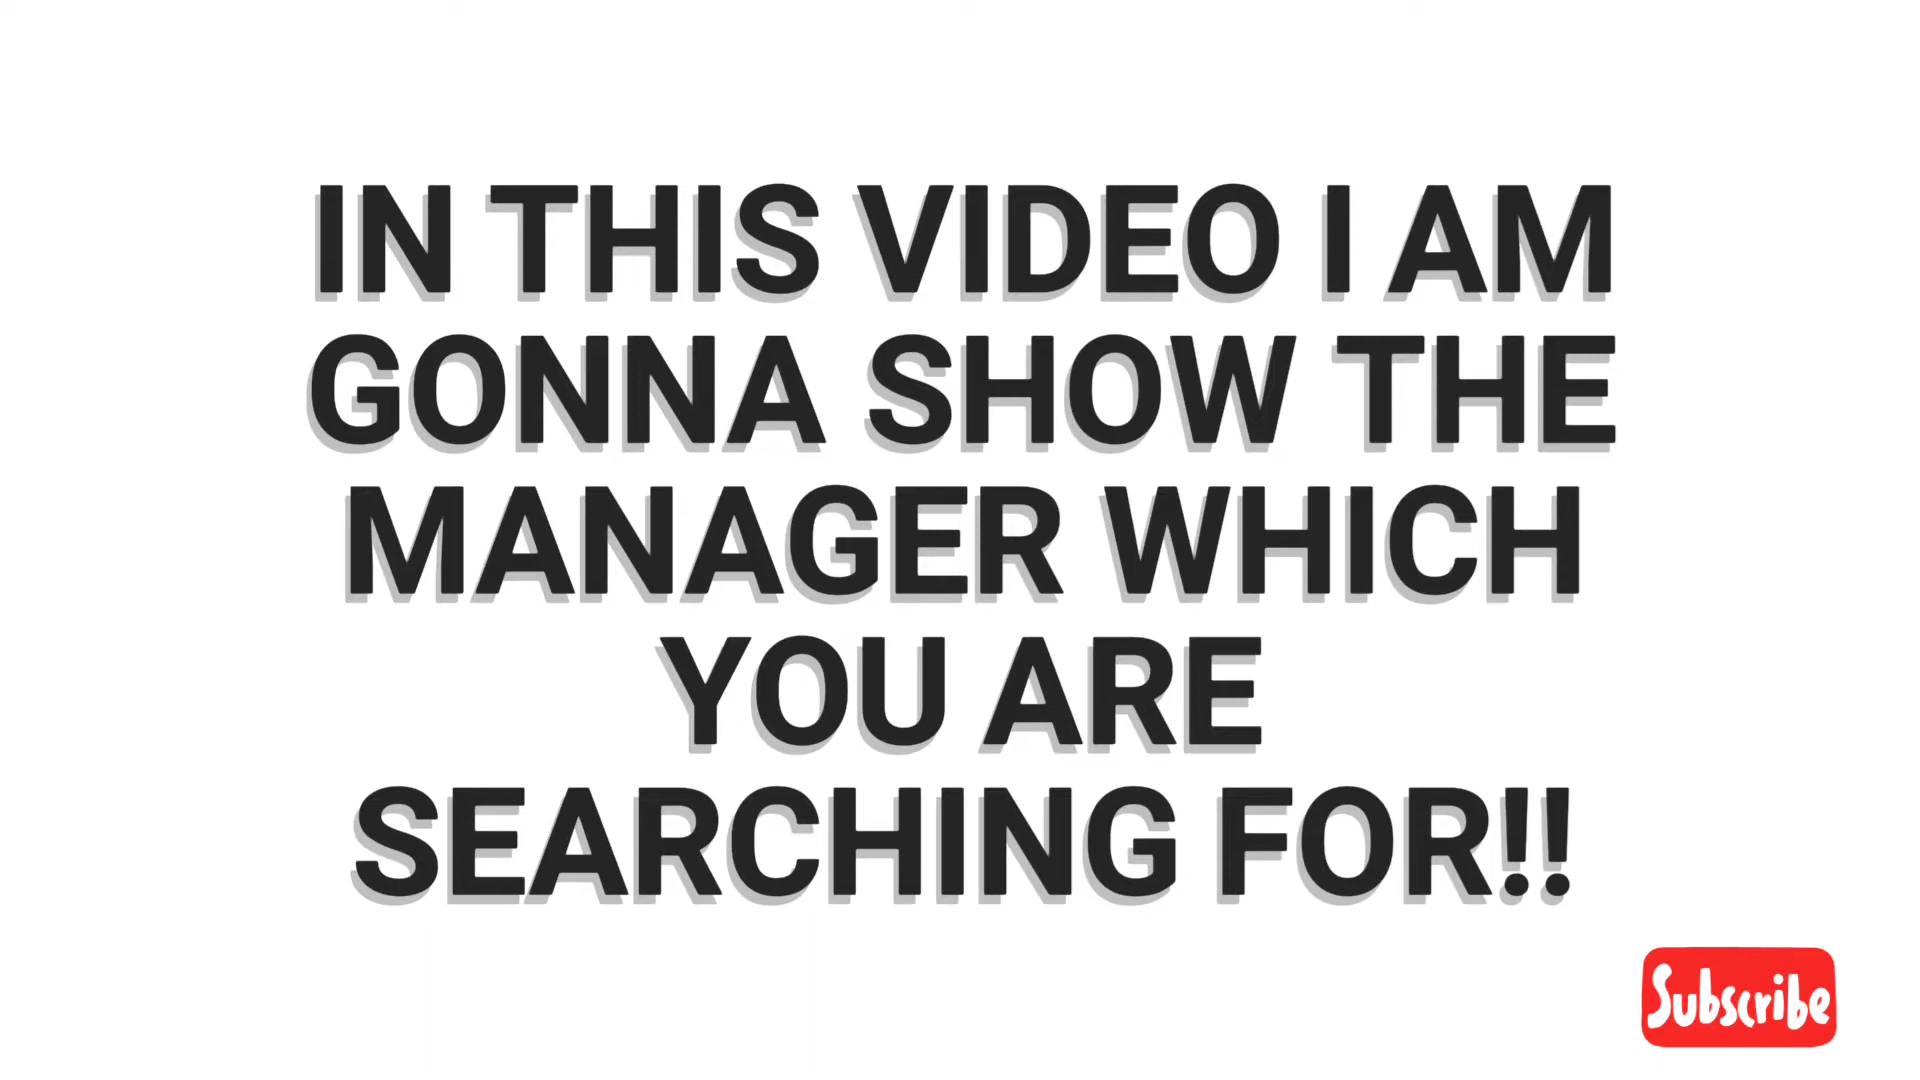 IN THIS VIDEO I AM
GONNA SHOW THE
MANAGER WHICH
YOU ARE
SEARCHING FOR!!
Subscribe